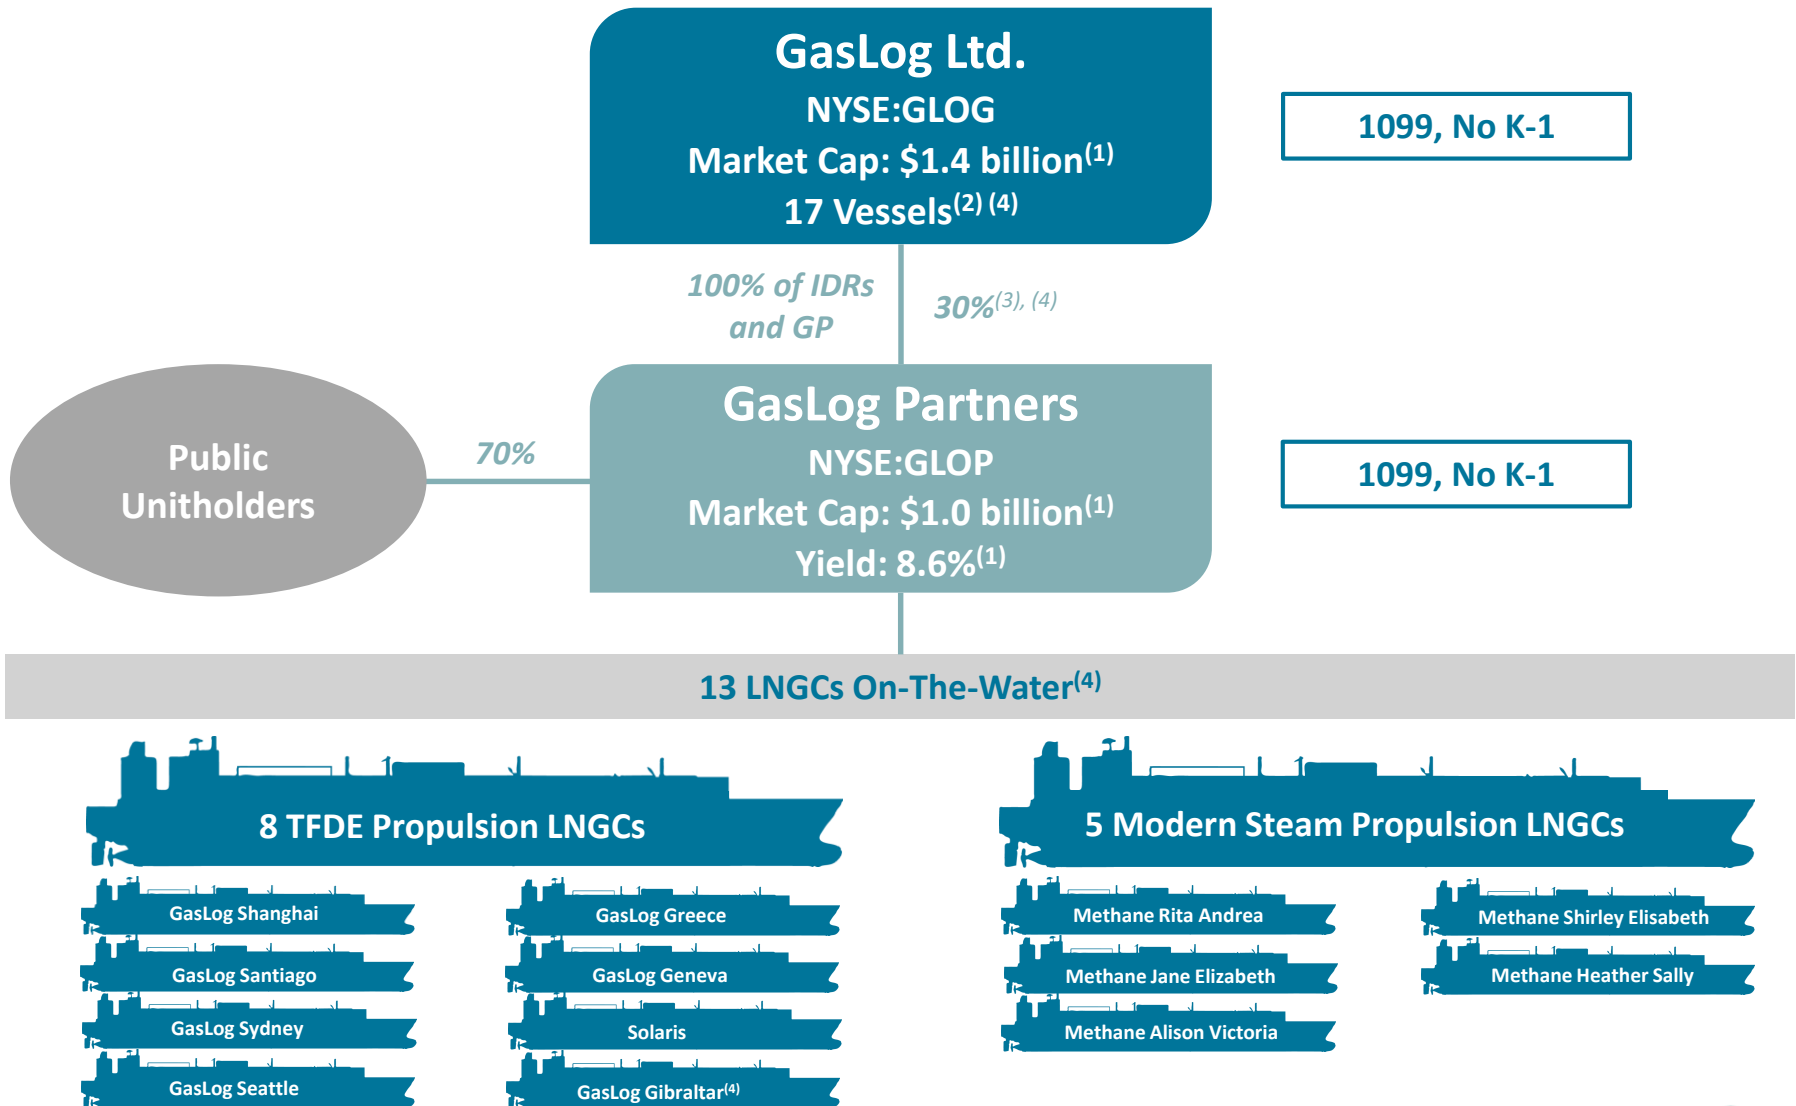 GasLog Ltd.
NYSE:GLOG
Market Cap: $1.4 billion(1)
17 Vessels(2) (4)
1099, No K-1
100% of IDRs
and GP
30%(3), (4)
Public
Unitholders
70%
GasLog Partners
NYSE:GLOP
Market Cap: $1.0 billion(1)
Yield: 8.6%(1)
1099, No K-1
13 LNGCs On-The-Water(4)
8 TFDE Propulsion LNGCs
GasLog Shanghai
GasLog Greece
GasLog Santiago
GasLog Geneva
GasLog Sydney
Solaris
GasLog Seattle
GasLog Gibraltar(4)
5 Modern Steam Propulsion LNGCs
Methane Rita Andrea
Methane Shirley Elisabeth
Methane Jane Elizabeth
Methane Heather Sally
Methane Alison Victoria